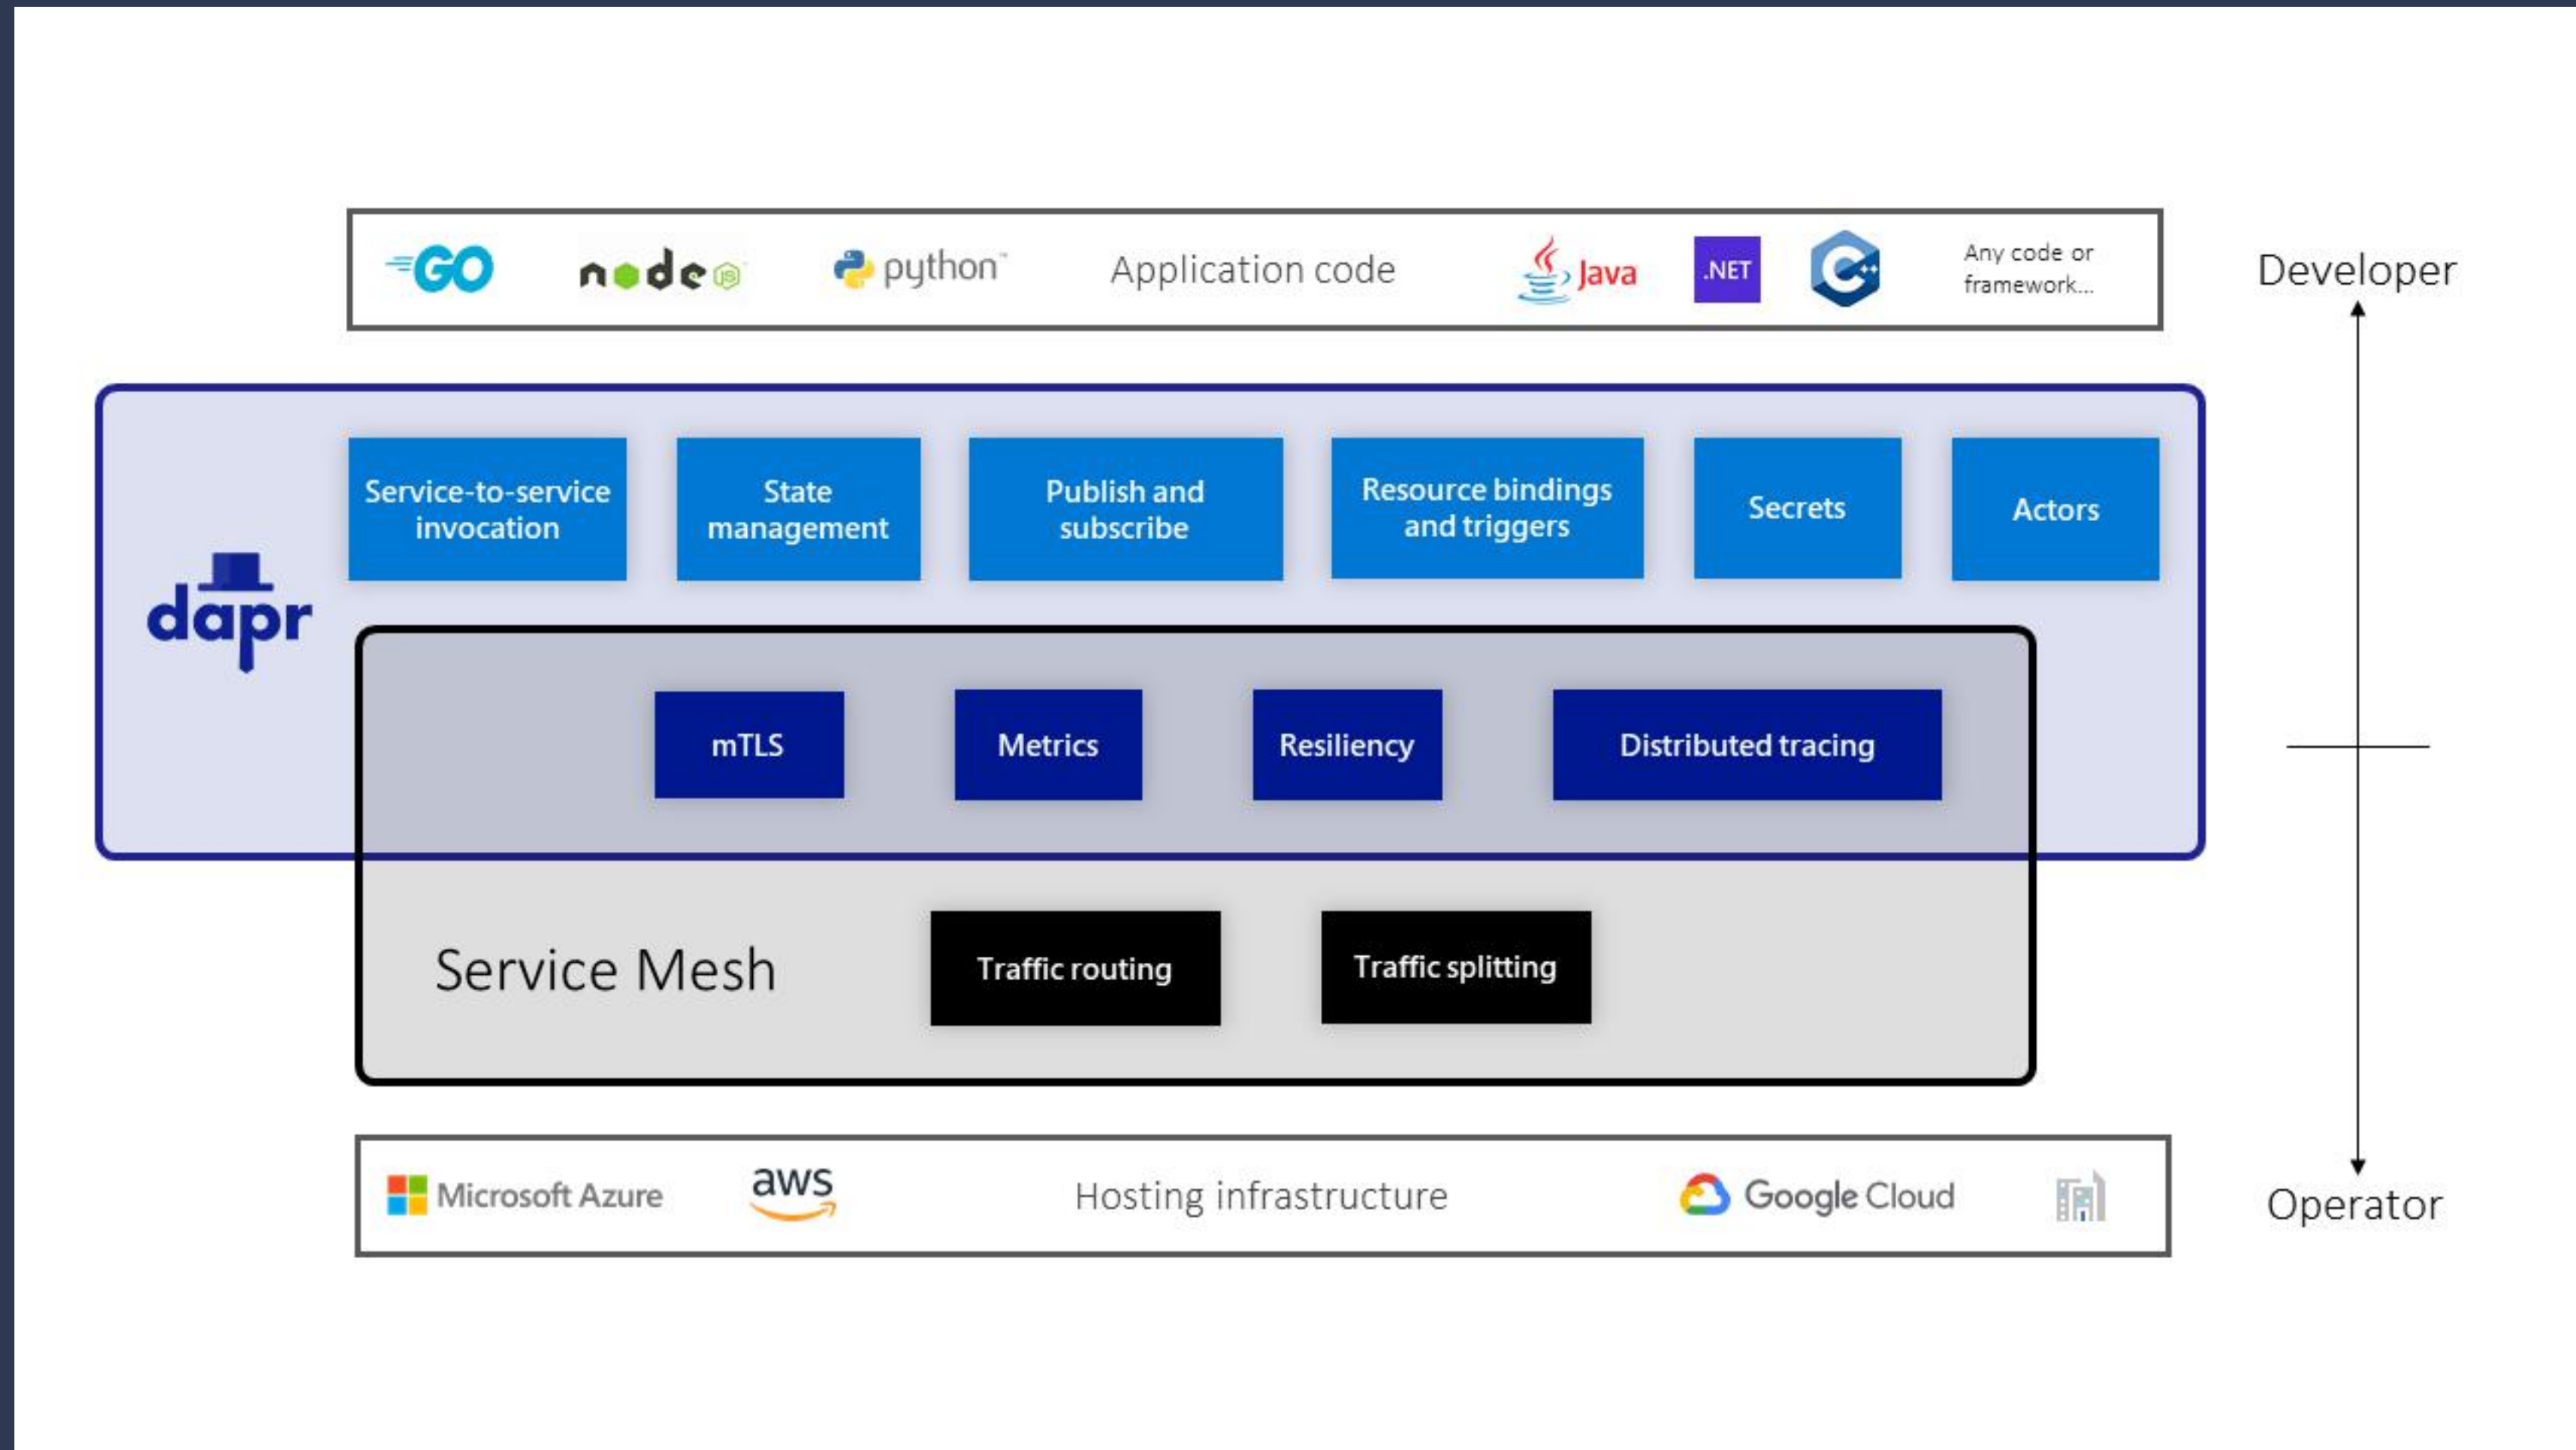 GO
node
JS
python™
Application code
Java
.NET
C++
Any code or
framework...
Developer
Service-to-service
invocation
State
management
Publish and
subscribe
Resource bindings
and triggers
Secrets
Actors
dapr
mTLS
Metrics
Resiliency
Distributed tracing
Service Mesh
Traffic routing
Traffic splitting
Microsoft Azure
aws
Hosting infrastructure
Google Cloud
Operator